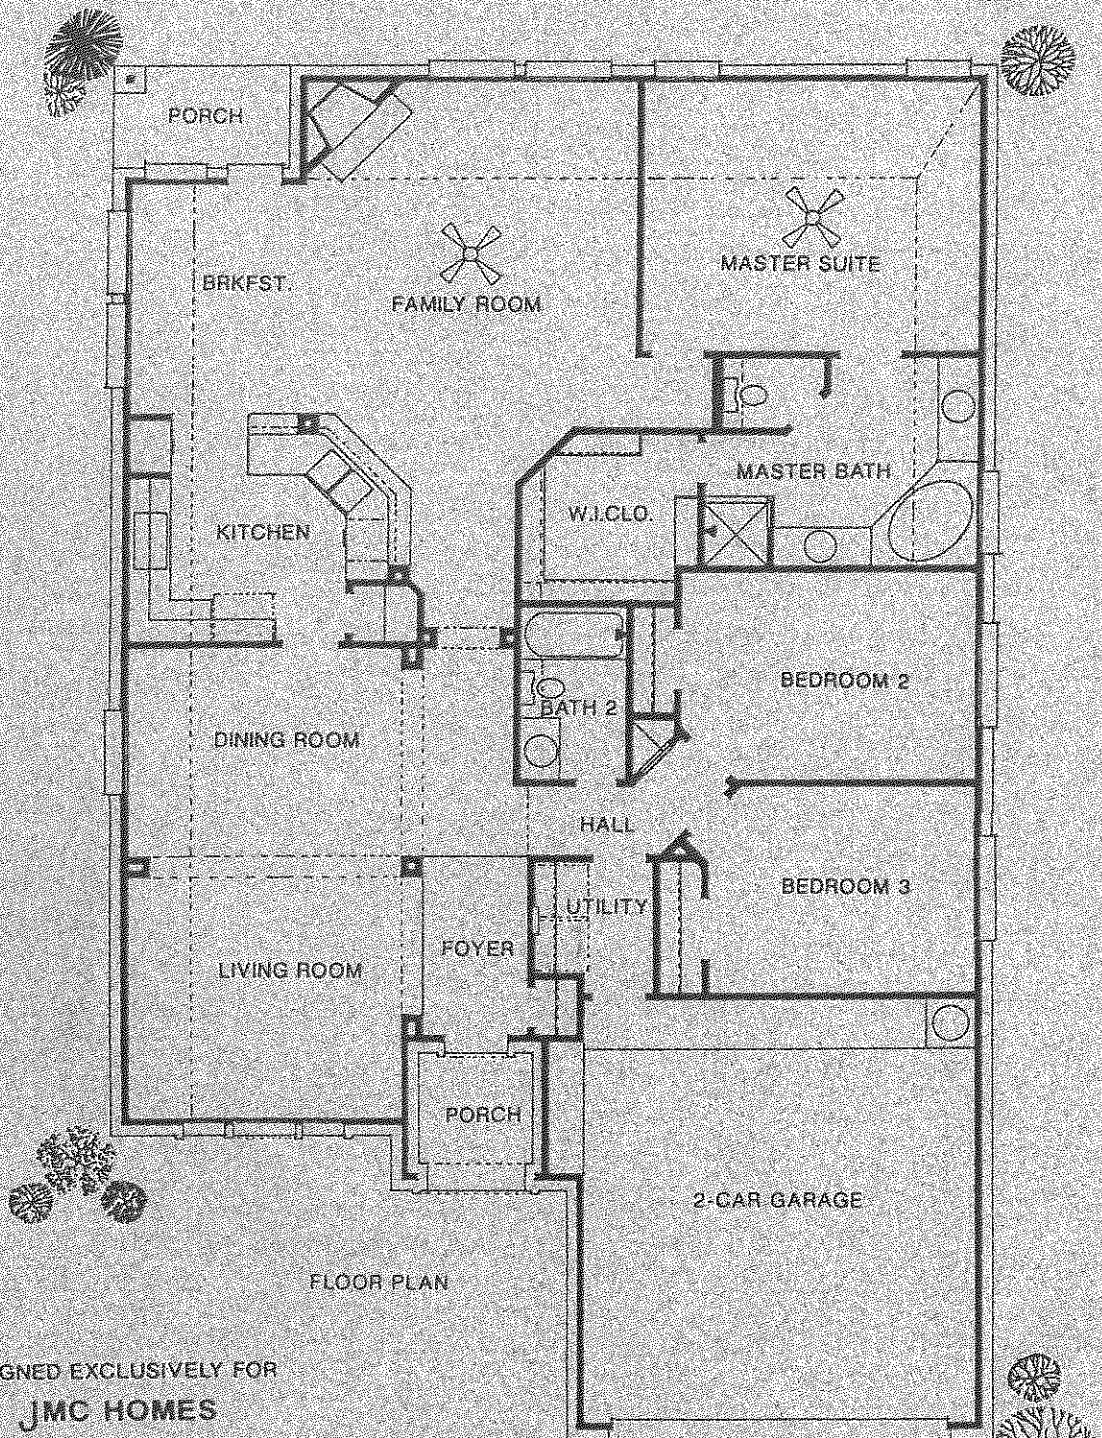 PORCH
BRKFST.
FAMILY ROOM
MASTER SUITE
KITCHEN
W.I.CLO.
MASTER BATH
BEDROOM 2
BATH 2
DINING ROOM
HALL
UTILITY
BEDROOM 3
FOYER
LIVING ROOM
PORCH
2-CAR GARAGE
FLOOR PLAN
GNED EXCLUSIVELY FOR
JMC HOMES